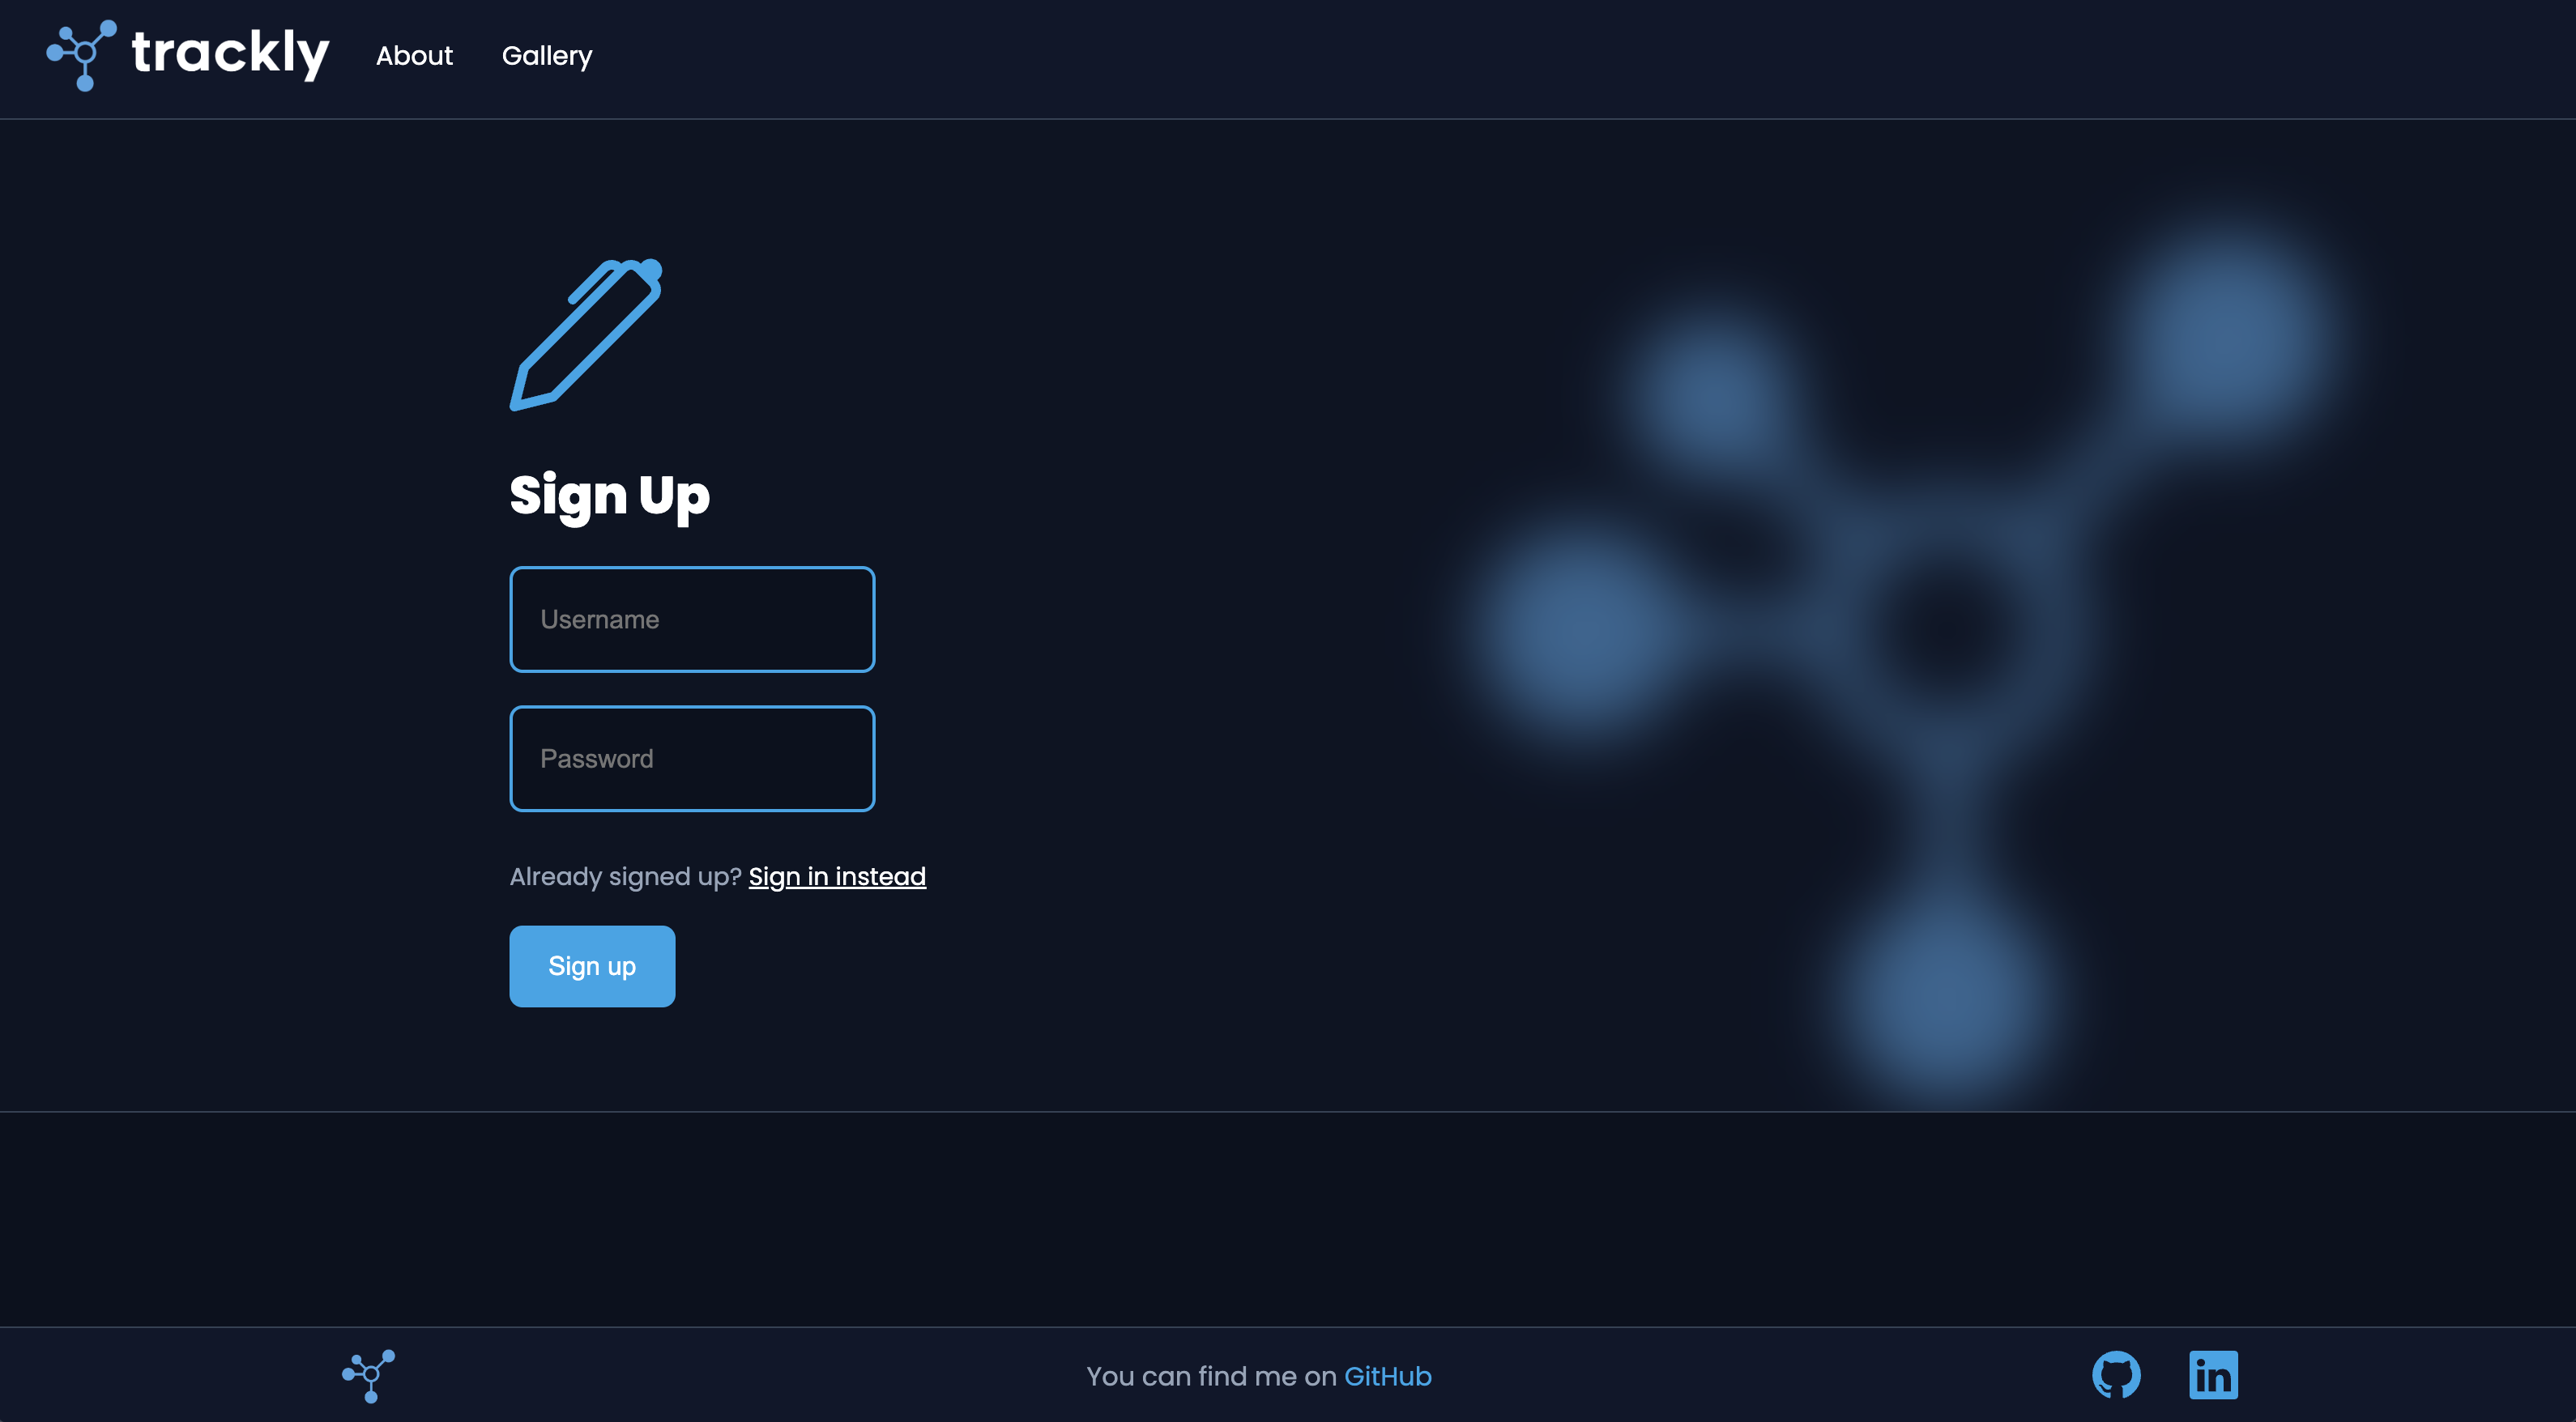 trackly About Gallery
Sign Up
Username
Password
Already signed up? Sign in instead
Sign up
You can find me on GitHub
in